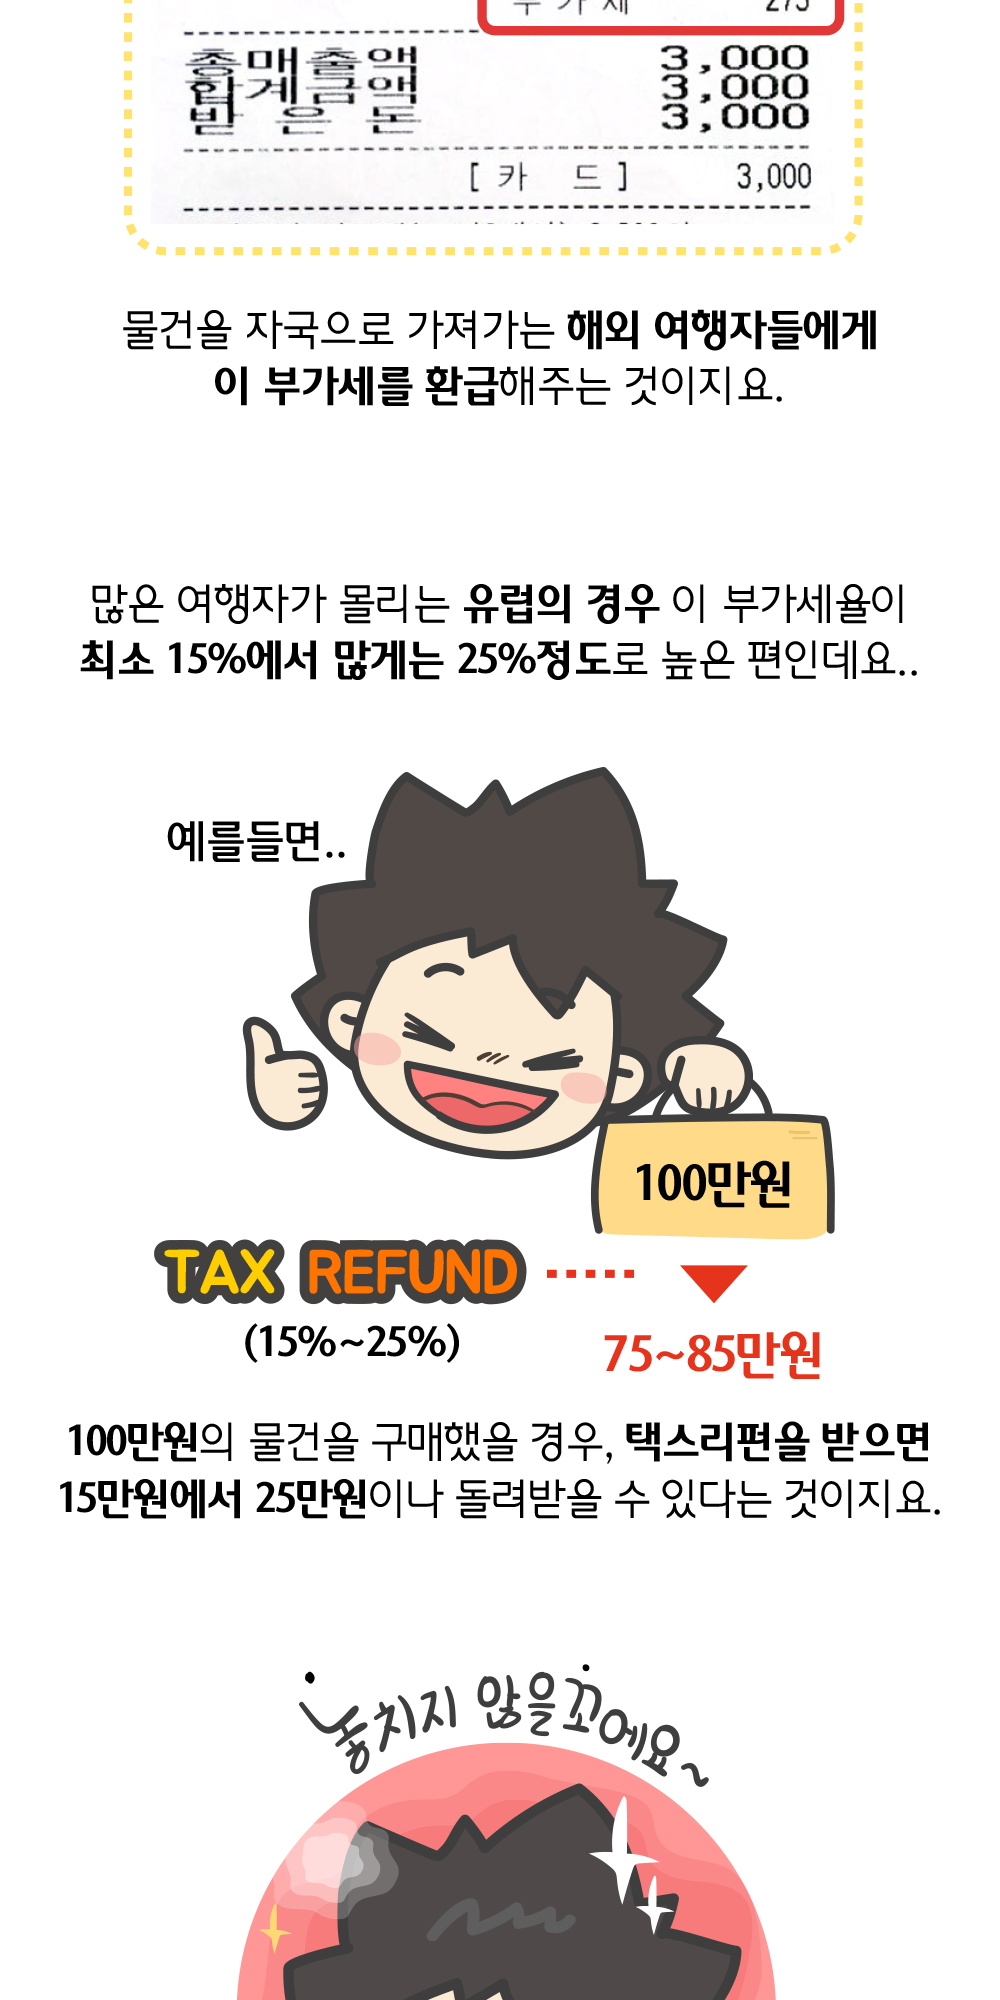 부가세 273
총매출액 3,000
합계금액 3,000
받은돈 3,000
[카 드] 3,000
물건을 자국으로 가져가는 해외 여행자들에게
이 부가세를 환급해주는 것이지요.
많은 여행자가 몰리는 유럽의 경우 이 부가세율이
최소 15%에서 많게는 25%정도로 높은 편인데요..
예를들면..
100만원
TAX REFUND
(15%~25%)
75~85만원
100만원의 물건을 구매했을 경우, 택스리펀을 받으면
15만원에서 25만원이나 돌려받을 수 있다는 것이지요.
놓치지 않을꼬에요~